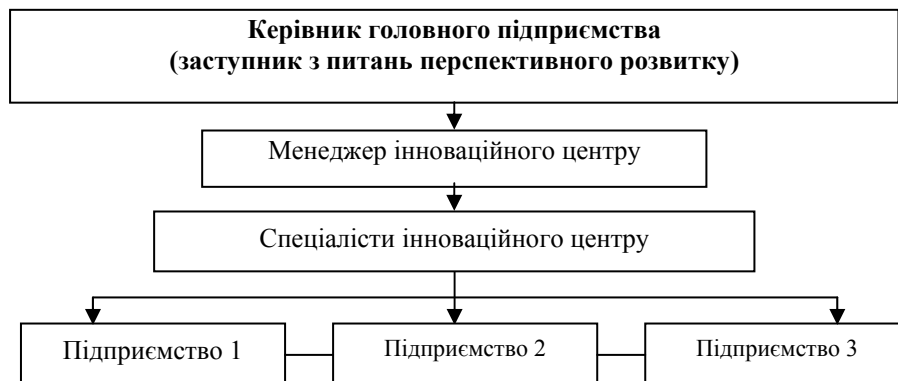 Керівник головного підприємства
(заступник з питань перспективного розвитку)
Менеджер інноваційного центру
Спеціалісти інноваційного центру
Підприємство 1
Підприємство 2
Підприємство 3